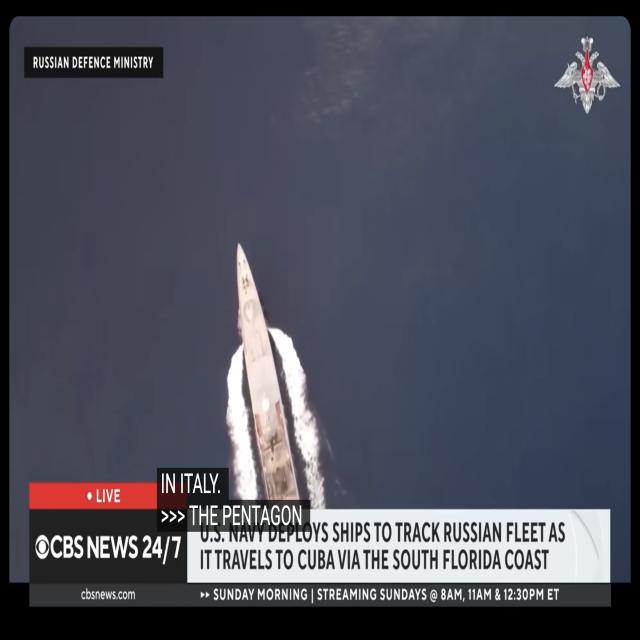 RUSSIAN DEFENCE MINISTRY
IN ITALY.
>>> THE PENTAGON
• LIVE
CBS NEWS 24/7
U.S. NAVY DEPLOYS SHIPS TO TRACK RUSSIAN FLEET AS
IT TRAVELS TO CUBA VIA THE SOUTH FLORIDA COAST
cbsnews.com
SUNDAY MORNING | STREAMING SUNDAYS @ 8AM, 11AM & 12:30PM ET